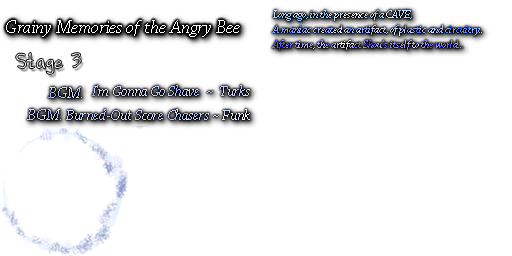 Grainy Memories of the Angry Bee
Stage 3
BGM. I'm Gonna Go Shave ~ Turks
BGM. Burned-Out Score Chasers ~ Funk
Long ago, in the presence of a CAVE,
A maniac created an artifact, of plastic and circuitry.
After time, the artifact Shows itself to the world...